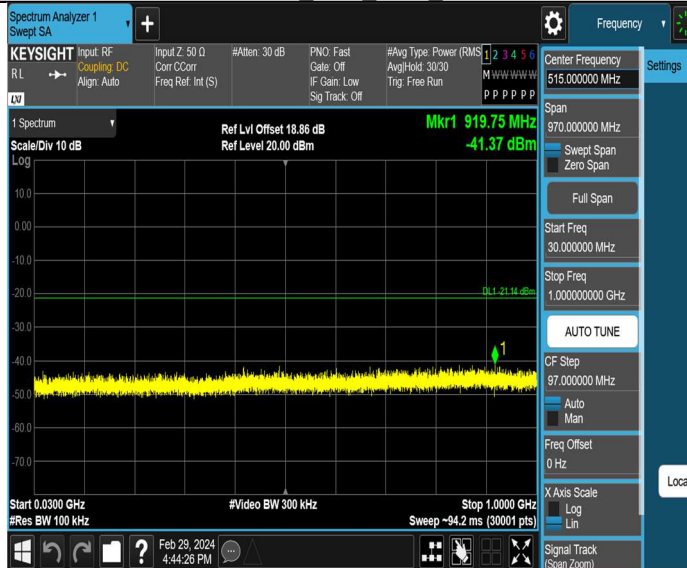 Spectrum Analyzer 1
Swept SA
Frequency
KEYSIGHT
RL
LXI
Input: RF
Coupling: DC
Align: Auto
Input Z: 50 Ω
Corr CCorr
Freq Ref: Int (S)
#Atten: 30 dB
PNO: Fast
Gate: Off
IF Gain: Low
Sig Track: Off
#Avg Type: Power (RMS
Avg|Hold: 30/30
Trig: Free Run
1 2 3 4 5 6
M W W W W W
P P P P P P
1 Spectrum
Scale/Div 10 dB
Log
Ref Lvl Offset 18.86 dB
Ref Level 20.00 dBm
Mkr1 919.75 MHz
-41.37 dBm
10.0
0.00
-10.0
-20.0
-30.0
-40.0
-50.0
-60.0
-70.0
DL1 -21.14 dBm
1
Start 0.0300 GHz
#Res BW 100 kHz
#Video BW 300 kHz
Stop 1.0000 GHz
Sweep ~94.2 ms (30001 pts)
Feb 29, 2024
4:44:26 PM
Center Frequency
515.000000 MHz
Settings
Span
970.000000 MHz
Swept Span
Zero Span
Full Span
Start Freq
30.000000 MHz
Stop Freq
1.000000000 GHz
AUTO TUNE
CF Step
97.000000 MHz
Auto
Man
Freq Offset
0 Hz
Loca
X Axis Scale
Log
Lin
Signal Track
(Span Zoom)